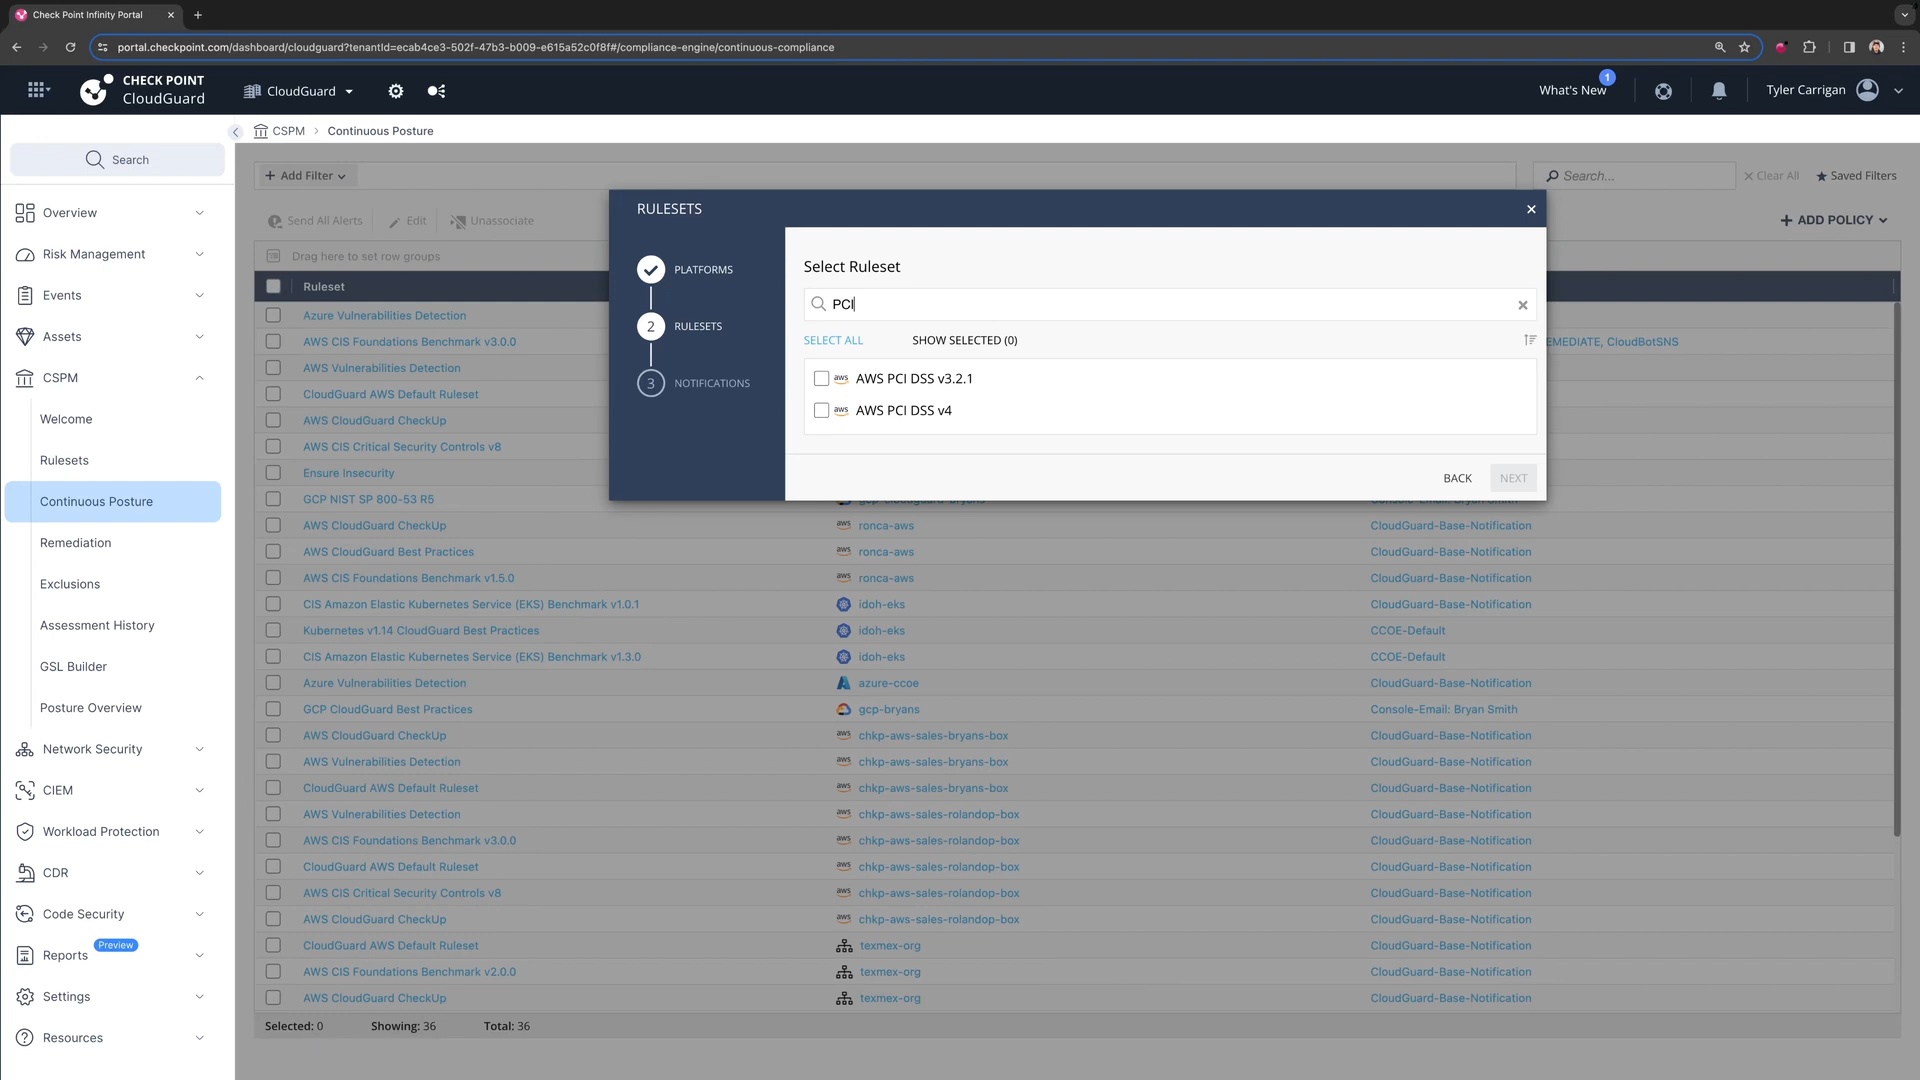 Check Point Infinity Portal
portal.checkpoint.com/dashboard/cloudguard?tenantId=ecab4ce3-502f-47b3-b009-e615a52c0f8f#/compliance-engine/continuous-compliance
CHECK POINT
CloudGuard
CloudGuard
What's New
1
Tyler Carrigan
CSPM > Continuous Posture
Search
Overview
Risk Management
Events
Assets
CSPM
Welcome
Rulesets
Continuous Posture
Remediation
Exclusions
Assessment History
GSL Builder
Posture Overview
Network Security
CIEM
Workload Protection
CDR
Code Security
Reports
Preview
Settings
Resources
+ Add Filter
Search...
Clear All
Saved Filters
Send All Alerts
Edit
Unassociate
+ ADD POLICY
Drag here to set row groups
Ruleset
Azure Vulnerabilities Detection
AWS CIS Foundations Benchmark v3.0.0
EMEDIATE, CloudBotSNS
AWS Vulnerabilities Detection
CloudGuard AWS Default Ruleset
AWS CloudGuard CheckUp
AWS CIS Critical Security Controls v8
Ensure Insecurity
GCP NIST SP 800-53 R5 gcp-cloudguard-bryans Console-Email: Bryan Smith
AWS CloudGuard CheckUp aws ronca-aws CloudGuard-Base-Notification
AWS CloudGuard Best Practices aws ronca-aws CloudGuard-Base-Notification
AWS CIS Foundations Benchmark v1.5.0 aws ronca-aws CloudGuard-Base-Notification
CIS Amazon Elastic Kubernetes Service (EKS) Benchmark v1.0.1 idoh-eks CloudGuard-Base-Notification
Kubernetes v1.14 CloudGuard Best Practices idoh-eks CCOE-Default
CIS Amazon Elastic Kubernetes Service (EKS) Benchmark v1.3.0 idoh-eks CCOE-Default
Azure Vulnerabilities Detection azure-ccoe CloudGuard-Base-Notification
GCP CloudGuard Best Practices gcp-bryans Console-Email: Bryan Smith
AWS CloudGuard CheckUp aws chkp-aws-sales-bryans-box CloudGuard-Base-Notification
AWS Vulnerabilities Detection aws chkp-aws-sales-bryans-box CloudGuard-Base-Notification
CloudGuard AWS Default Ruleset aws chkp-aws-sales-bryans-box CloudGuard-Base-Notification
AWS Vulnerabilities Detection aws chkp-aws-sales-rolandop-box CloudGuard-Base-Notification
AWS CIS Foundations Benchmark v3.0.0 aws chkp-aws-sales-rolandop-box CloudGuard-Base-Notification
CloudGuard AWS Default Ruleset aws chkp-aws-sales-rolandop-box CloudGuard-Base-Notification
AWS CIS Critical Security Controls v8 aws chkp-aws-sales-rolandop-box CloudGuard-Base-Notification
AWS CloudGuard CheckUp aws chkp-aws-sales-rolandop-box CloudGuard-Base-Notification
CloudGuard AWS Default Ruleset texmex-org CloudGuard-Base-Notification
AWS CIS Foundations Benchmark v2.0.0 texmex-org CloudGuard-Base-Notification
AWS CloudGuard CheckUp texmex-org CloudGuard-Base-Notification
Selected: 0 Showing: 36 Total: 36
RULESETS
PLATFORMS
2 RULESETS
3 NOTIFICATIONS
Select Ruleset
PCI
SELECT ALL SHOW SELECTED (0)
aws AWS PCI DSS v3.2.1
aws AWS PCI DSS v4
BACK NEXT